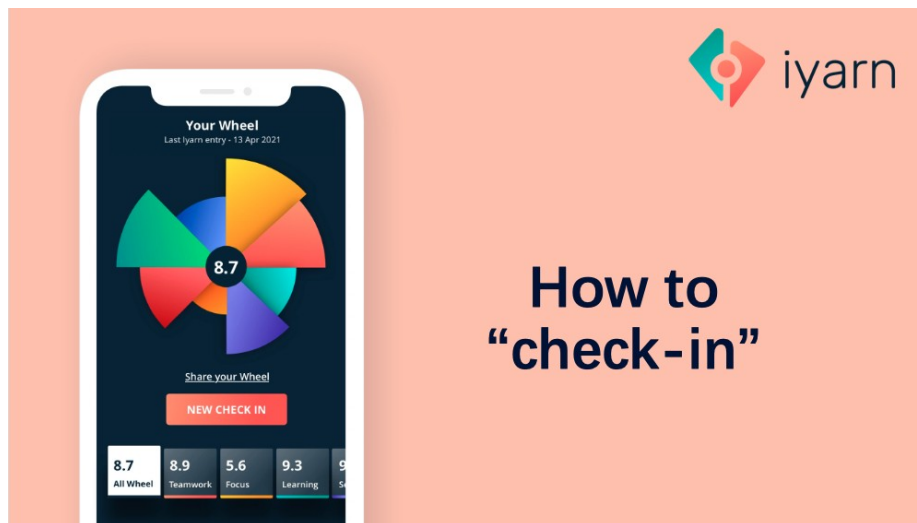 iyarn
Your Wheel
Last Iyarn entry - 13 Apr 2021
8.7
Share your Wheel
NEW CHECK IN
8.7
All Wheel
8.9
Teamwork
5.6
Focus
9.3
Learning
9
How to
“check-in”